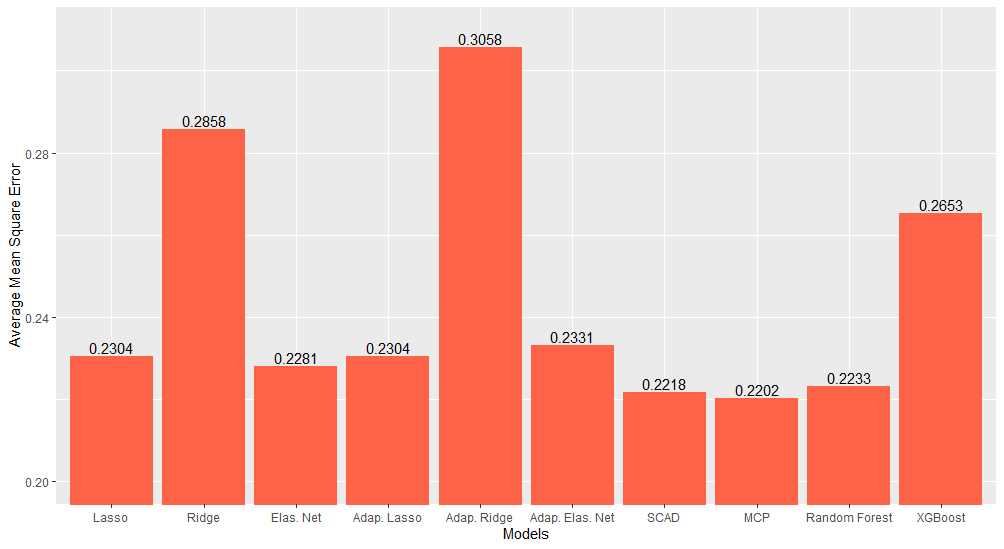 Average Mean Square Error
0.28
0.24
0.20
0.2304
0.2858
0.2281
0.2304
0.3058
0.2331
0.2218
0.2202
0.2233
0.2653
Lasso
Ridge
Elas. Net
Adap. Lasso
Adap. Ridge
Adap. Elas. Net
SCAD
MCP
Random Forest
XGBoost
Models